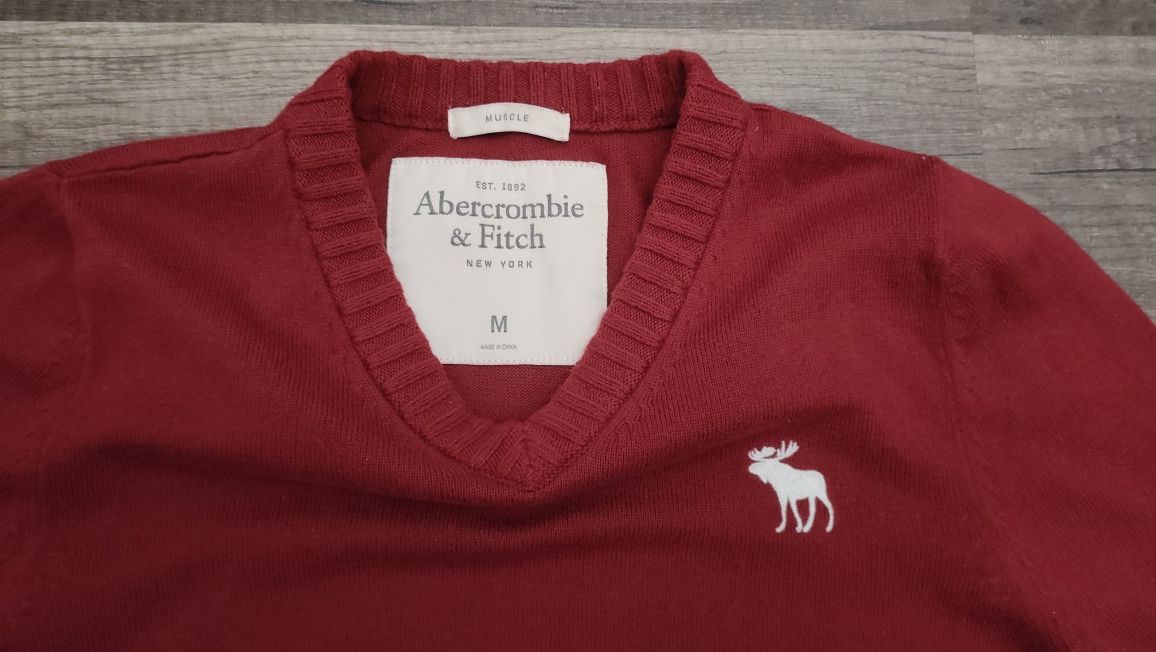 MUSCLE
EST. 1892
Abercrombie
& Fitch
NEW YORK
M
MADE IN CHINA